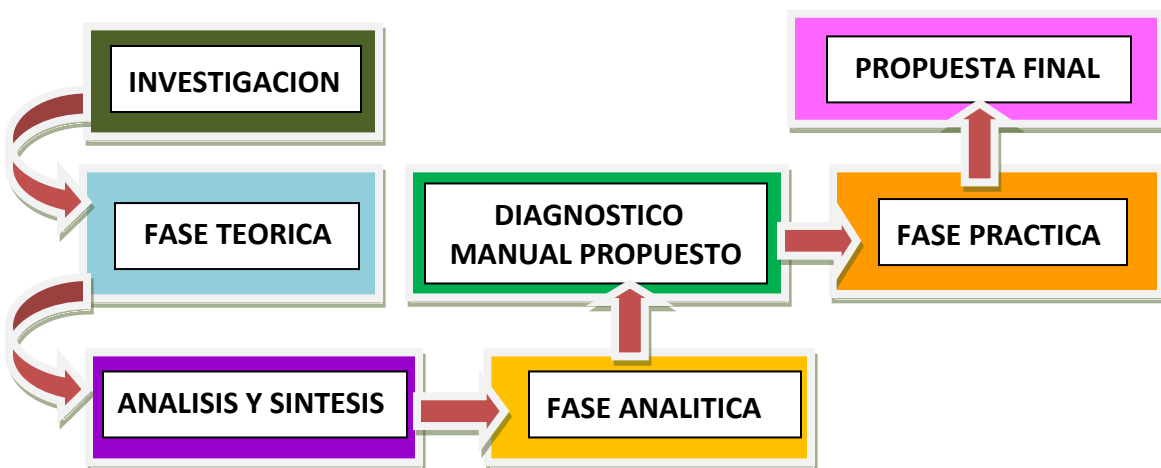 INVESTIGACION
FASE TEORICA
ANALISIS Y SINTESIS
FASE ANALITICA
DIAGNOSTICO
MANUAL PROPUESTO
FASE PRACTICA
PROPUESTA FINAL